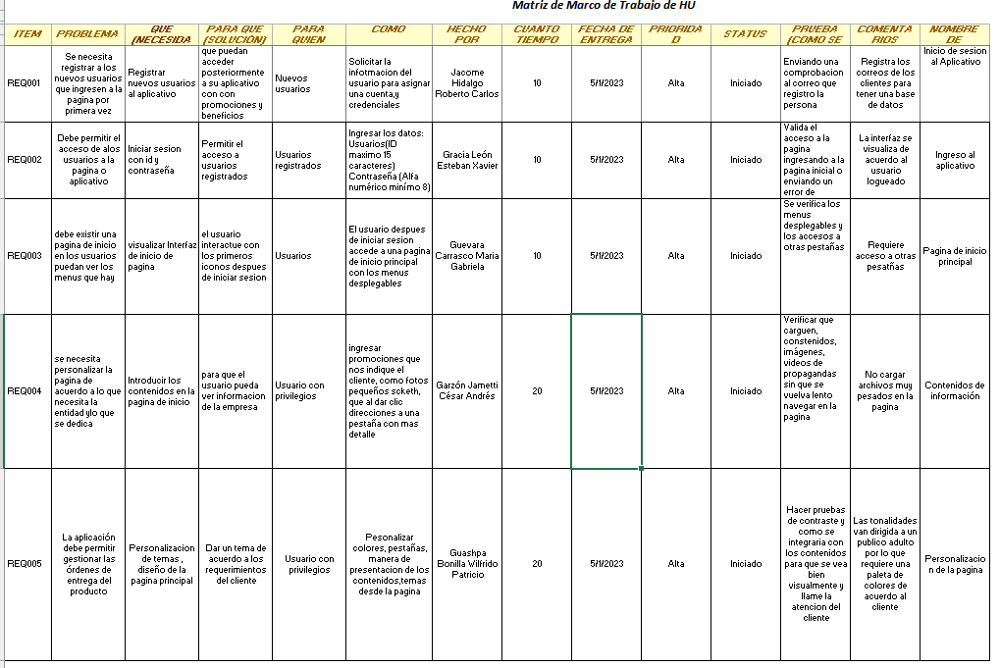 Matriz de Marco de Trabajo de HU
ITEM
PROBLEMA
QUE
(NECESIDA
PARA QUE
(SOLUCIÓN)
PARA
QUIEN
COMO
HECHO
POR
CUANTO
TIEMPO
FECHA DE
ENTREGA
PRIORIDA
D
STATUS
PRUEBA
(COMO SE
COMENTA
RIOS
NOMBRE
DE
REQ001
Se necesita
registrar a los
nuevos usuarios
que ingresen a la
pagina por
primera vez
Registrar
nuevos usuarios
al aplicativo
que puedan
acceder
posteriormente
a su aplicativo
con con
promociones y
beneficios
Nuevos
usuarios
Solicitar la
informacion del
usuario para asignar
una cuenta,y
credenciales
Jacome
Hidalgo
Roberto Carlos
10
5/1/2023
Alta
Iniciado
Enviando una
comprobacion
al correo que
registro la
persona
Registra los
correos de los
clientes para
tener una base
de datos
Inicio de sesion
al Aplicativo
REQ002
Debe permitir el
acceso de alos
usuarios a la
pagina o
aplicativo
Iniciar sesion
con id y
contraseña
Permitir el
acceso a
usuarios
registrados
Usuarios
registrados
Ingresar los datos:
Usuarios(ID
maximo 15
caracteres)
Contraseña (Alfa
numérico mínimo 8)
Gracia León
Esteban Xavier
10
5/1/2023
Alta
Iniciado
Valida el
acceso a la
pagina
ingresando a la
pagina inicial o
enviando un
error de
La interfaz se
visualiza de
acuerdo al
usuario
logueado
Ingreso al
aplicativo
REQ003
debe existir una
pagina de inicio
en los usuarios
puedan ver los
menus que hay
visualizar Interfaz
de inicio de
pagina
el usuario
interactue con
los primeros
iconos despues
de iniciar sesion
Usuarios
El usuario despues
de iniciar sesion
accede a una pagina
de inicio principal
con los menus
desplegables
Guevara
Carrasco Maria
Gabriela
10
5/1/2023
Alta
Iniciado
Se verifica los
menus
desplegables y
los accesos a
otras pestañas
Requiere
acceso a otras
pesatñas
Pagina de inicio
principal
REQ004
se necesita
personalizar la
pagina de
acuerdo a lo que
necesita la
entidad ylo que
se dedica
Introducir los
contenidos en la
pagina de inicio
para que el
usuario pueda
ver informacion
de la empresa
Usuario con
privilegios
ingresar
promociones que
nos indique el
cliente, como fotos
pequeños scketh,
que al dar clic
direcciones a una
pestaña con mas
detalle
Garzón Jametti
César Andrés
20
5/1/2023
Alta
Iniciado
Verificar que
carguen,
constenidos,
imágenes,
videos de
propagandas
sin que se
vuelva lento
navegar en la
pagina
No cargar
archivos muy
pesados en la
pagina
Contenidos de
información
REQ005
La aplicación
debe permitir
gestionar las
órdenes de
entrega del
producto
Personalizacion
de temas ,
diseño de la
pagina principal
Dar un tema de
acuerdo a los
requerimientos
del cliente
Usuario con
privilegios
Pesonalizar
colores, pestañas,
manera de
presentacion de los
contenidos,temas
desde la pagina
Guashpa
Bonilla Wilfrido
Patricio
20
5/1/2023
Alta
Iniciado
Hacer pruebas
de contraste y
como se
integraria con
los contenidos
para que se vea
bien
visualmente y
llame la
atencion del
cliente
Las tonalidades
van dirigida a un
publico adulto
por lo que
requiere una
paleta de
colores de
acuerdo al
cliente
Personalizacio
n de la pagina